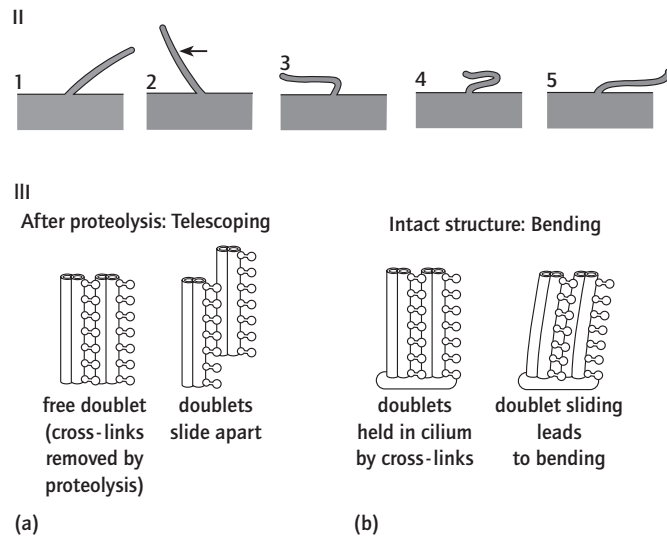 II
1
2
3
4
5
III
After proteolysis: Telescoping
free doublet
(cross-links
removed by
proteolysis)
doublets
slide apart
(a)
Intact structure: Bending
doublets
held in cilium
by cross-links
doublet sliding
leads
to bending
(b)